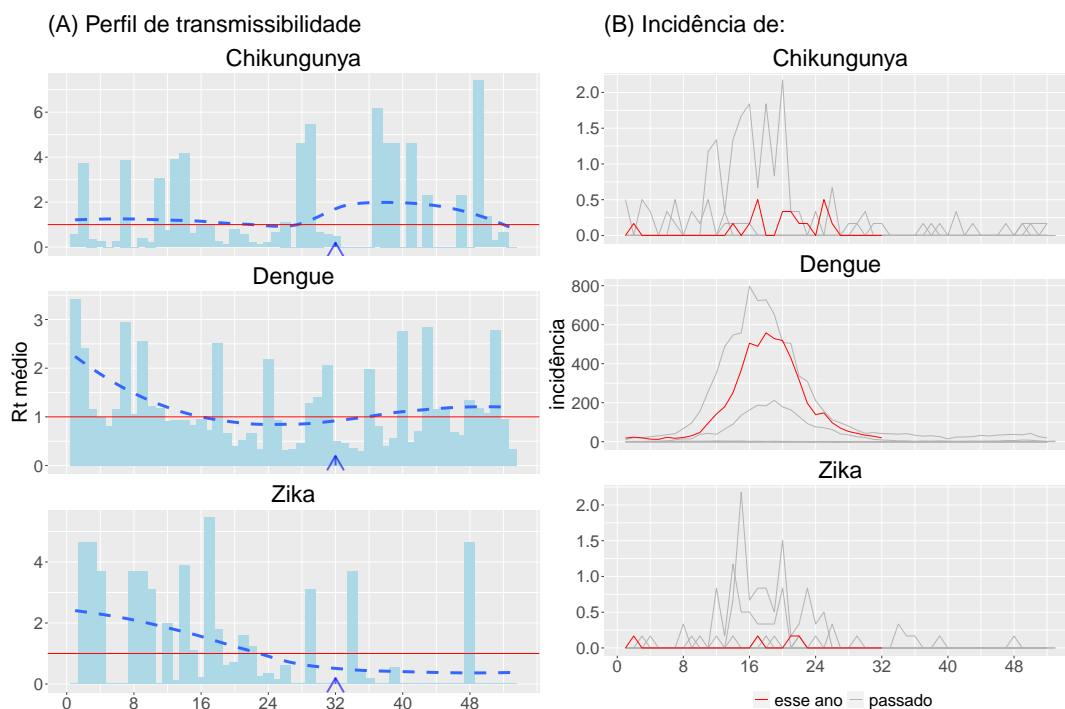 (A) Perfil de transmissibilidade
Chikungunya
6
4
2
0
Dengue
Rt médio
3
2
1
0
Zika
4
2
0
0 8 16 24 32 40 48
(B) Incidência de:
Chikungunya
2.0
1.5
1.0
0.5
0.0
Dengue
incidência
800
600
400
200
0
Zika
2.0
1.5
1.0
0.5
0.0
0 8 16 24 32 40 48
esse ano passado